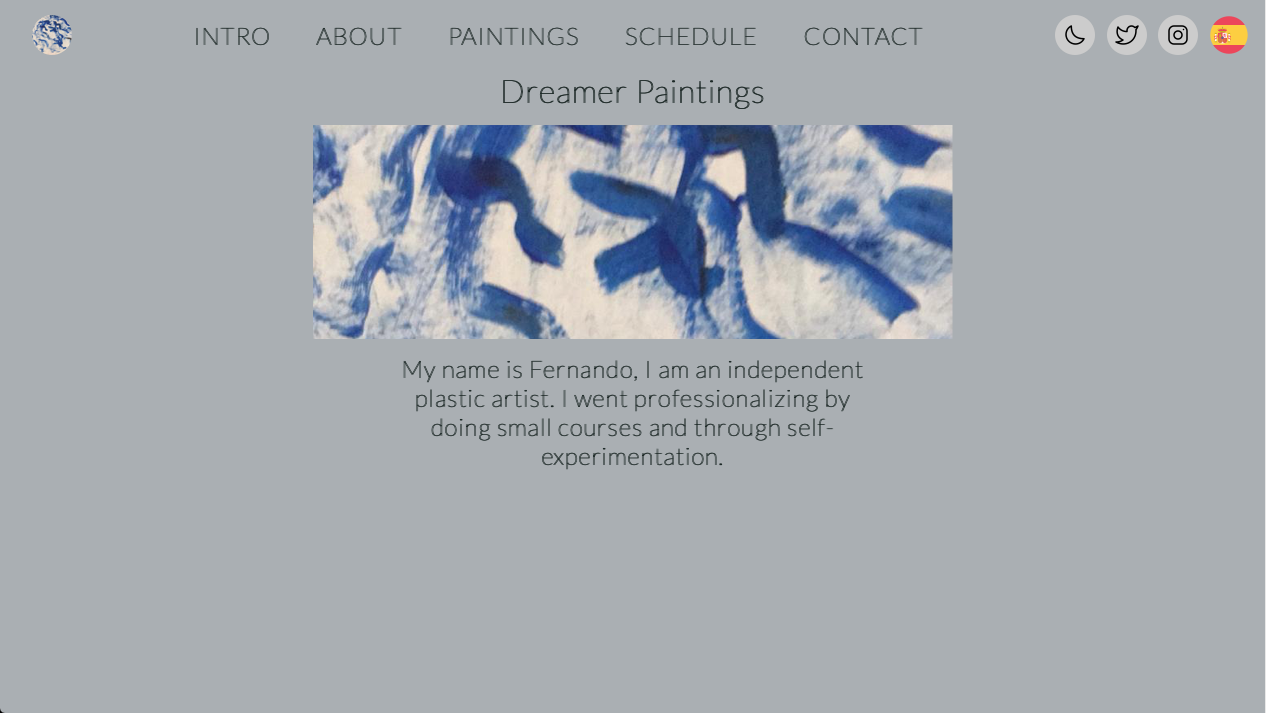 INTRO ABOUT PAINTINGS SCHEDULE CONTACT
Dreamer Paintings
My name is Fernando, I am an independent
plastic artist. I went professionalizing by
doing small courses and through self-
experimentation.